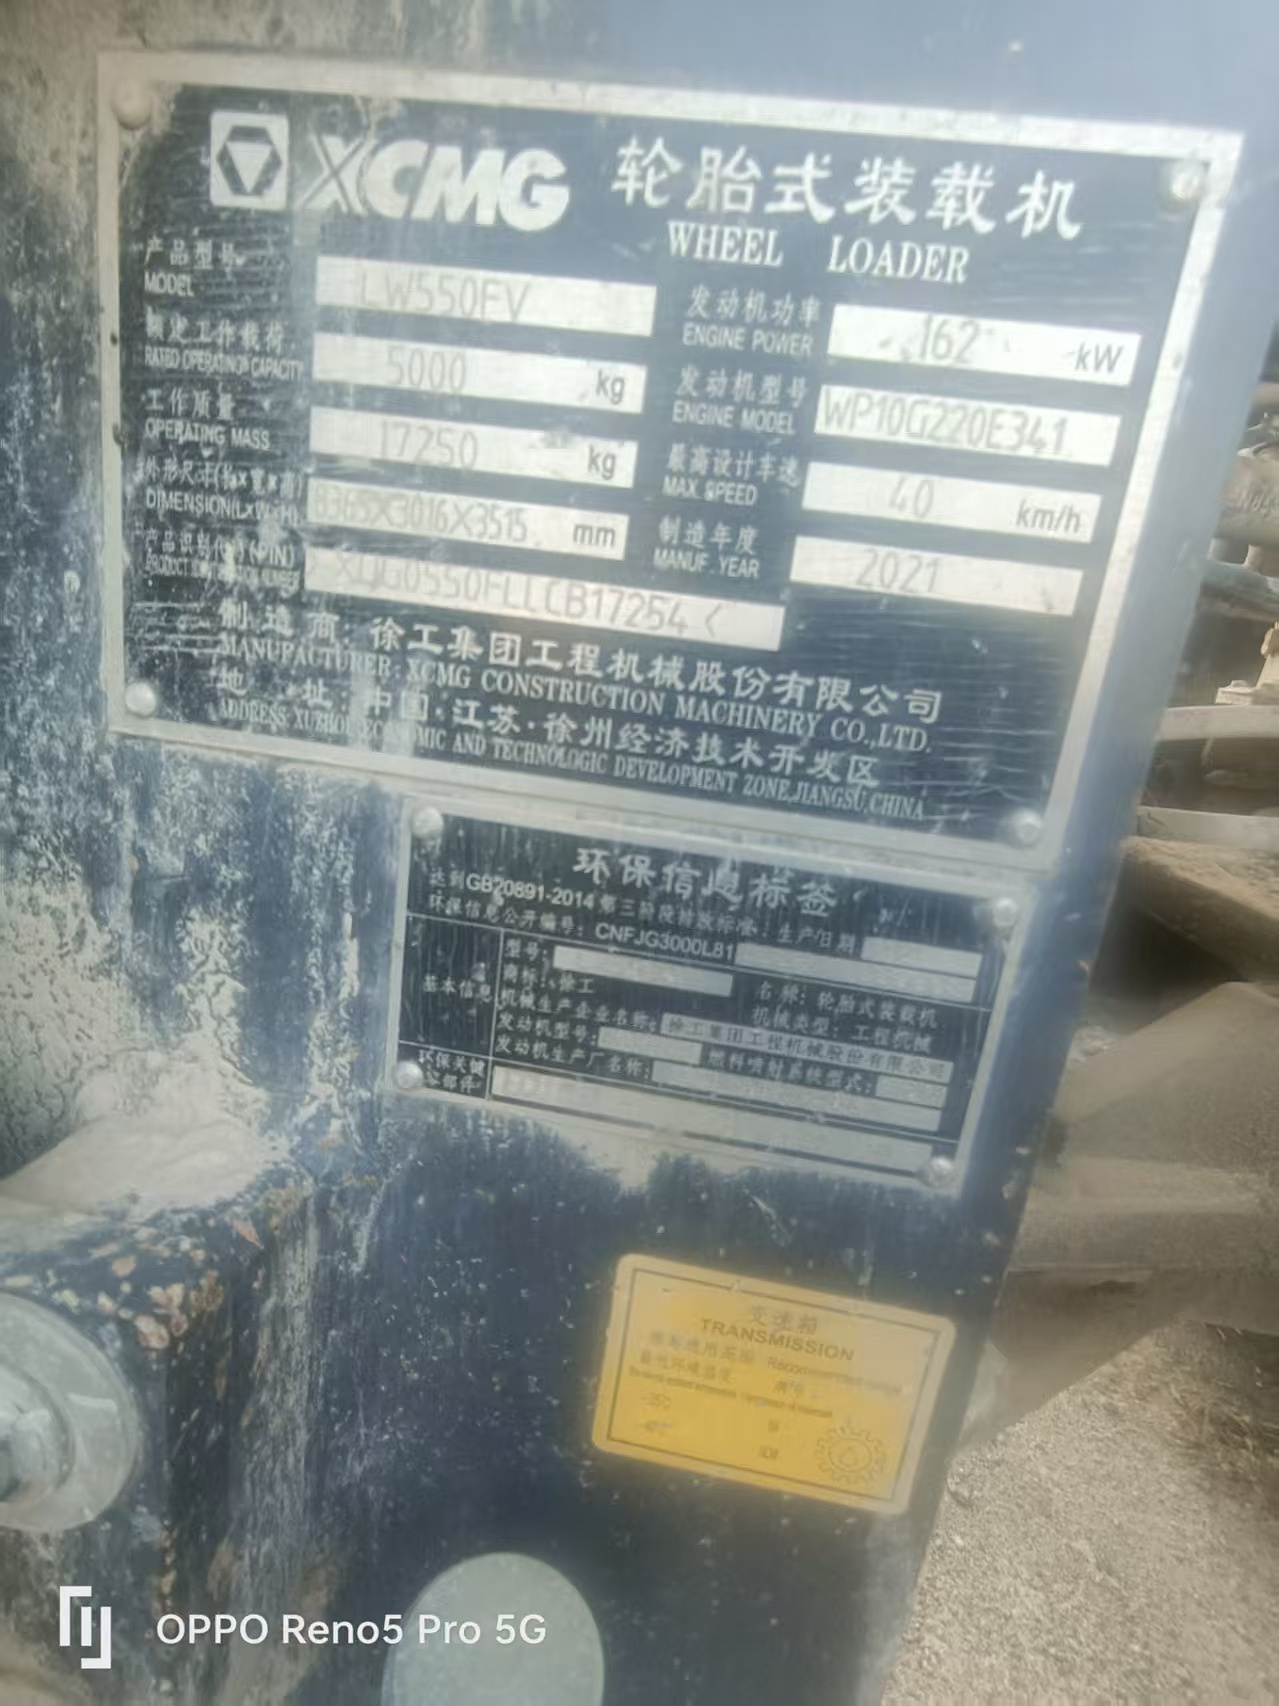 XCMG 轮胎式装载机
WHEEL LOADER
产品型号 MODEL LW550FV
发动机功率 ENGINE POWER 162 kW
额定工作载荷 RATED OPERATING CAPACITY 5000 kg
发动机型号 ENGINE MODEL WP10G220E341
工作质量 OPERATING MASS 17250 kg
最高设计车速 MAX. SPEED 40 km/h
外形尺寸(长×宽×高) DIMENSION(L×W×H) 8365X3016X3515 mm
制造年度 MANUF. YEAR 2021
产品识别代号(PIN)
制造商:徐工集团工程机械股份有限公司
MANUFACTURER: XCMG CONSTRUCTION MACHINERY CO.,LTD.
地址:中国·江苏·徐州经济技术开发区
ADDRESS: XUZHOU ECONOMIC AND TECHNOLOGIC DEVELOPMENT ZONE,JIANGSU,CHINA
环保信息标签
达到GB20891-2014 第三阶段排放标准 生产日期
环保信息公开编号: CNFJG3000L81
基本信息
型号:
商标: 徐工 名称: 轮胎式装载机
机械类型: 工程机械
机械生产企业名称: 徐工集团工程机械股份有限公司
发动机型号: 燃料喷射系统型式:
发动机生产厂名称:
环保关键
部件
变速箱
TRANSMISSION
OPPO Reno5 Pro 5G